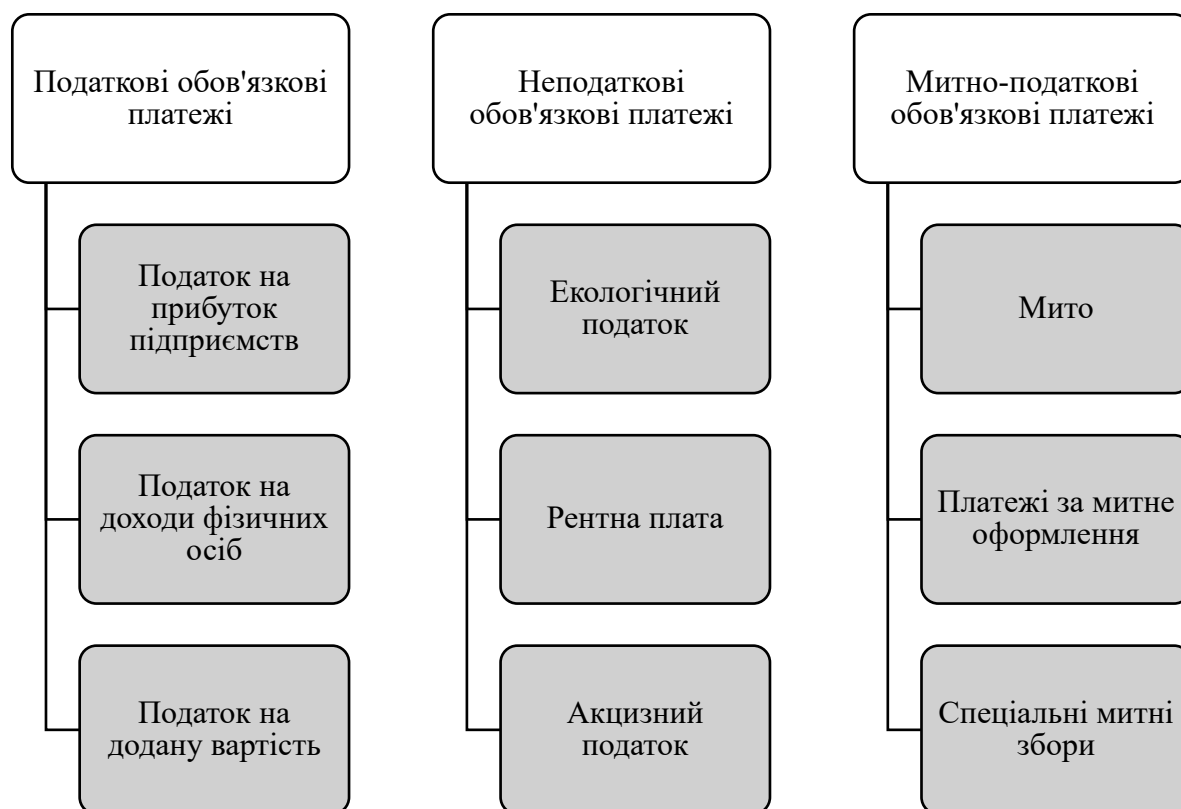 Податкові обов'язкові
платежі
Податок на
прибуток
підприємств
Податок на
доходи фізичних
осіб
Податок на
додану вартість
Неподаткові
обов'язкові платежі
Екологічний
податок
Рентна плата
Акцизний
податок
Митно-податкові
обов'язкові платежі
Мито
Платежі за митне
оформлення
Спеціальні митні
збори